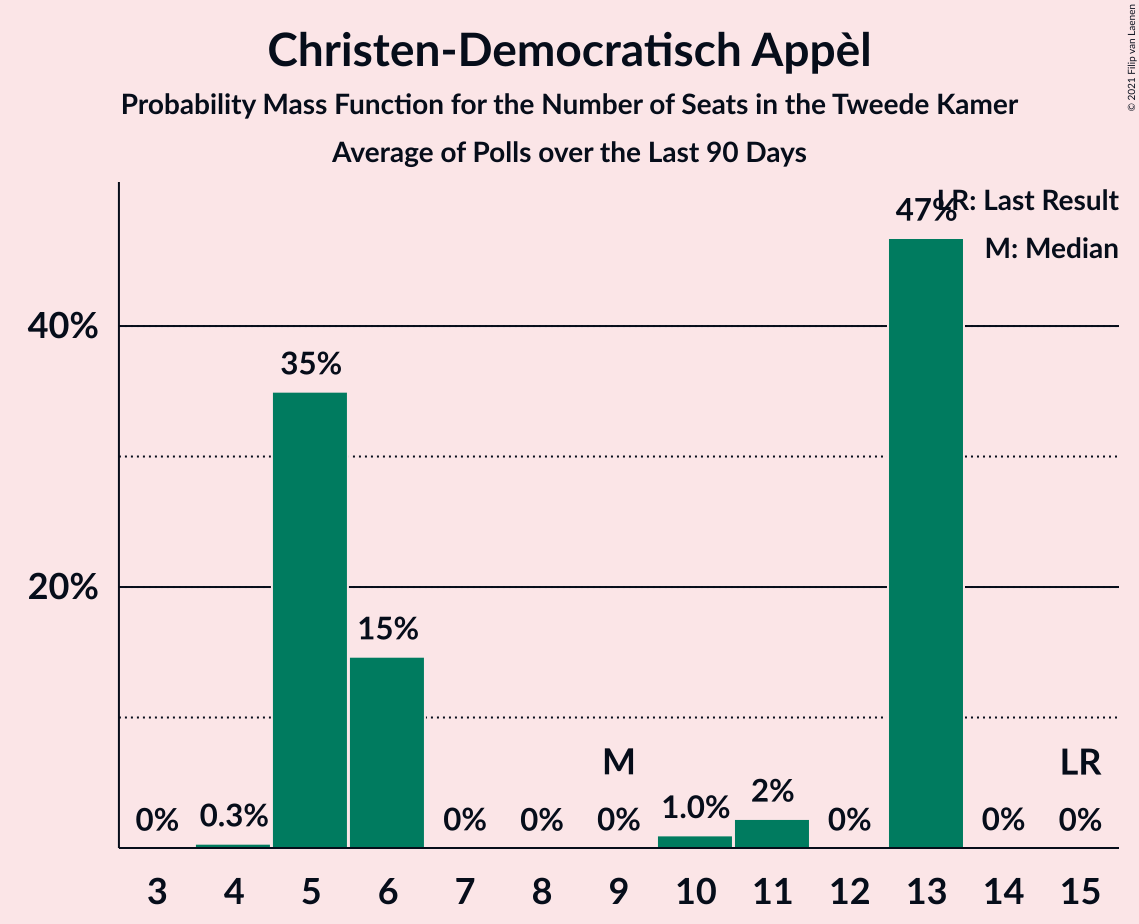 Christen-Democratisch Appèl
Probability Mass Function for the Number of Seats in the Tweede Kamer
Average of Polls over the Last 90 Days
© 2021 Filip van Laenen
LR: Last Result
M: Median
47%
40%
35%
20%
15%
M
LR
0% 0.3% 0% 0% 0% 1.0% 2% 0% 0% 0%
3 4 5 6 7 8 9 10 11 12 13 14 15